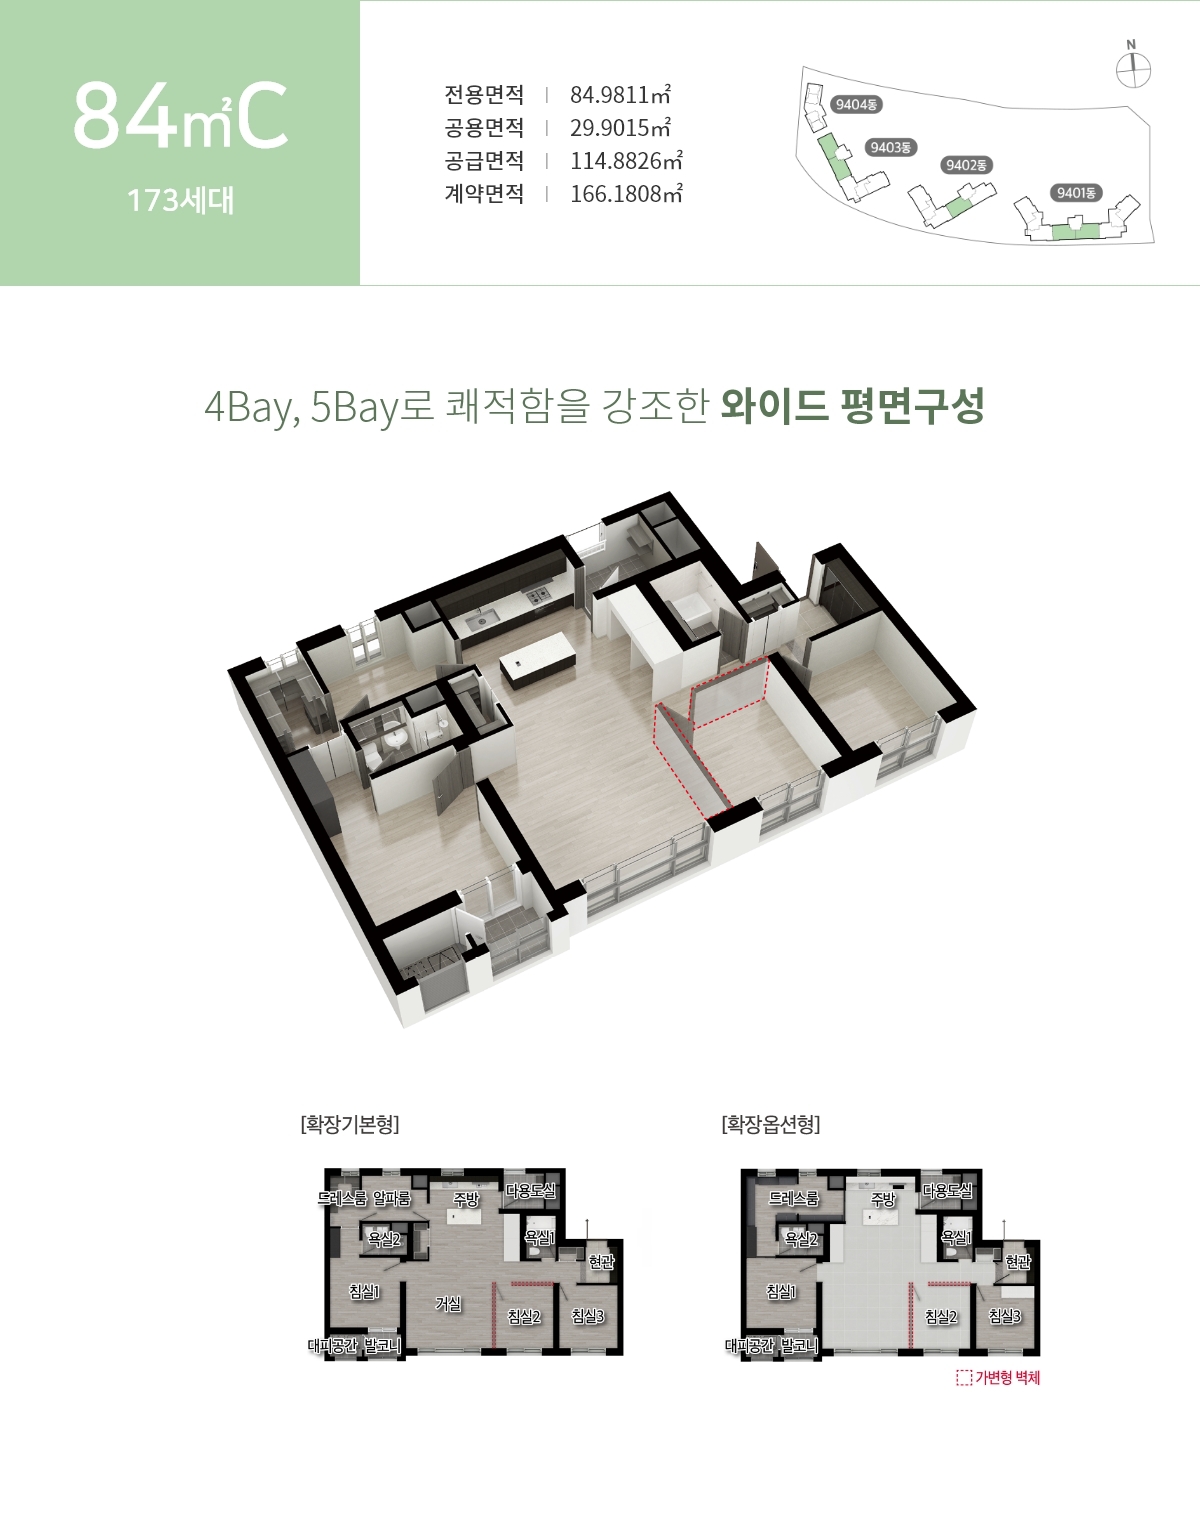 84㎡C
173세대
전용면적 | 84.9811㎡
공용면적 | 29.9015㎡
공급면적 | 114.8826㎡
계약면적 | 166.1808㎡
N
9404동
9403동
9402동
9401동
4Bay, 5Bay로 쾌적함을 강조한 와이드 평면구성
[확장기본형]
드레스룸 알파룸 주방 다용도실
욕실2 욕실1
현관
침실1 거실 침실2 침실3
대피공간 발코니
[확장옵션형]
드레스룸 주방 다용도실
욕실2 욕실1
현관
침실1 침실2 침실3
대피공간 발코니
가변형 벽체